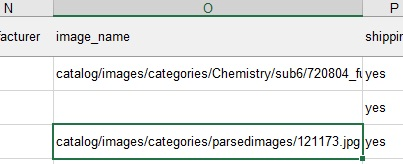 N O P
facturer image_name shippin
catalog/images/categories/Chemistry/sub6/720804_fu yes
yes
catalog/images/categories/parsedimages/121173.jpg yes